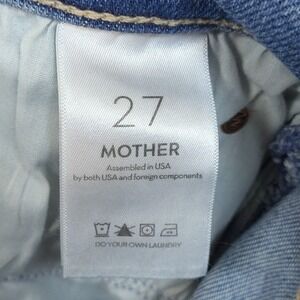 27
MOTHER
Assembled in USA
by both USA and foreign components
DO YOUR OWN LAUNDRY